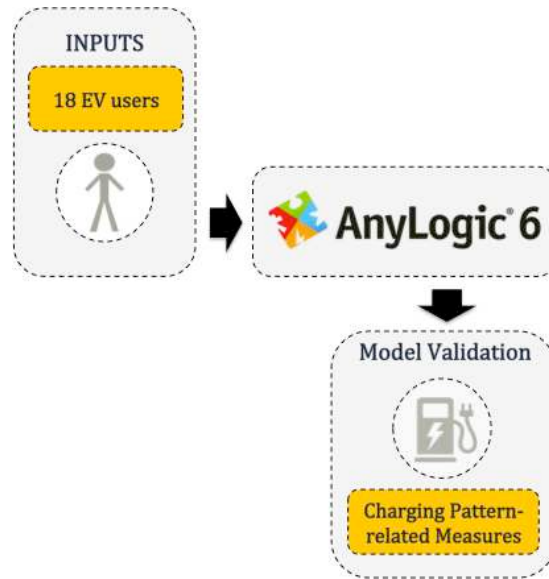 INPUTS
18 EV users
AnyLogic® 6
Model Validation
Charging Pattern-
related Measures